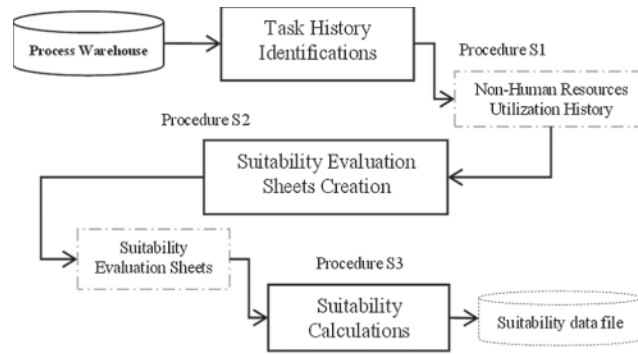 Process Warehouse
Task History
Identifications
Procedure S1
Non-Human Resources
Utilization History
Procedure S2
Suitability Evaluation
Sheets Creation
Suitability
Evaluation Sheets
Procedure S3
Suitability
Calculations
Suitability data file